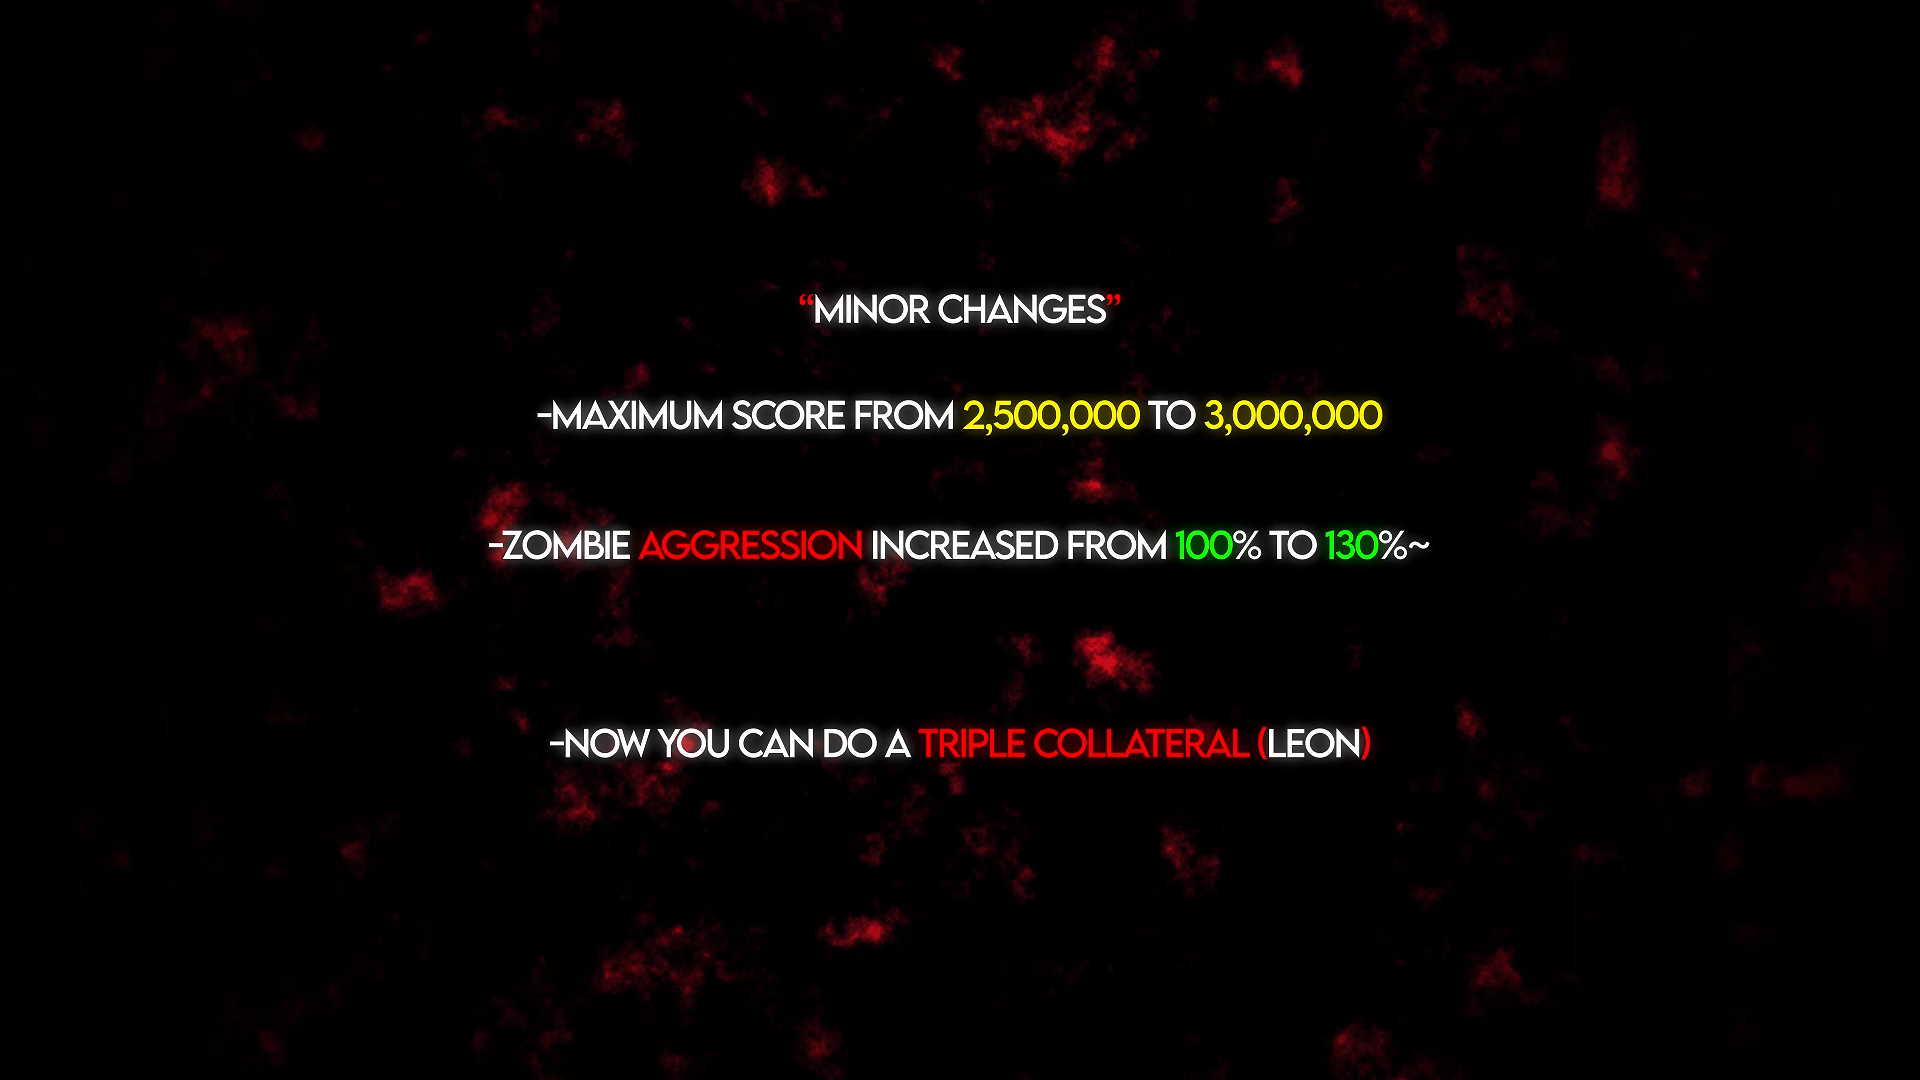 “MINOR CHANGES”
-MAXIMUM SCORE FROM 2,500,000 TO 3,000,000
-ZOMBIE AGGRESSION INCREASED FROM 100% TO 130%~
-NOW YOU CAN DO A TRIPLE COLLATERAL (LEON)